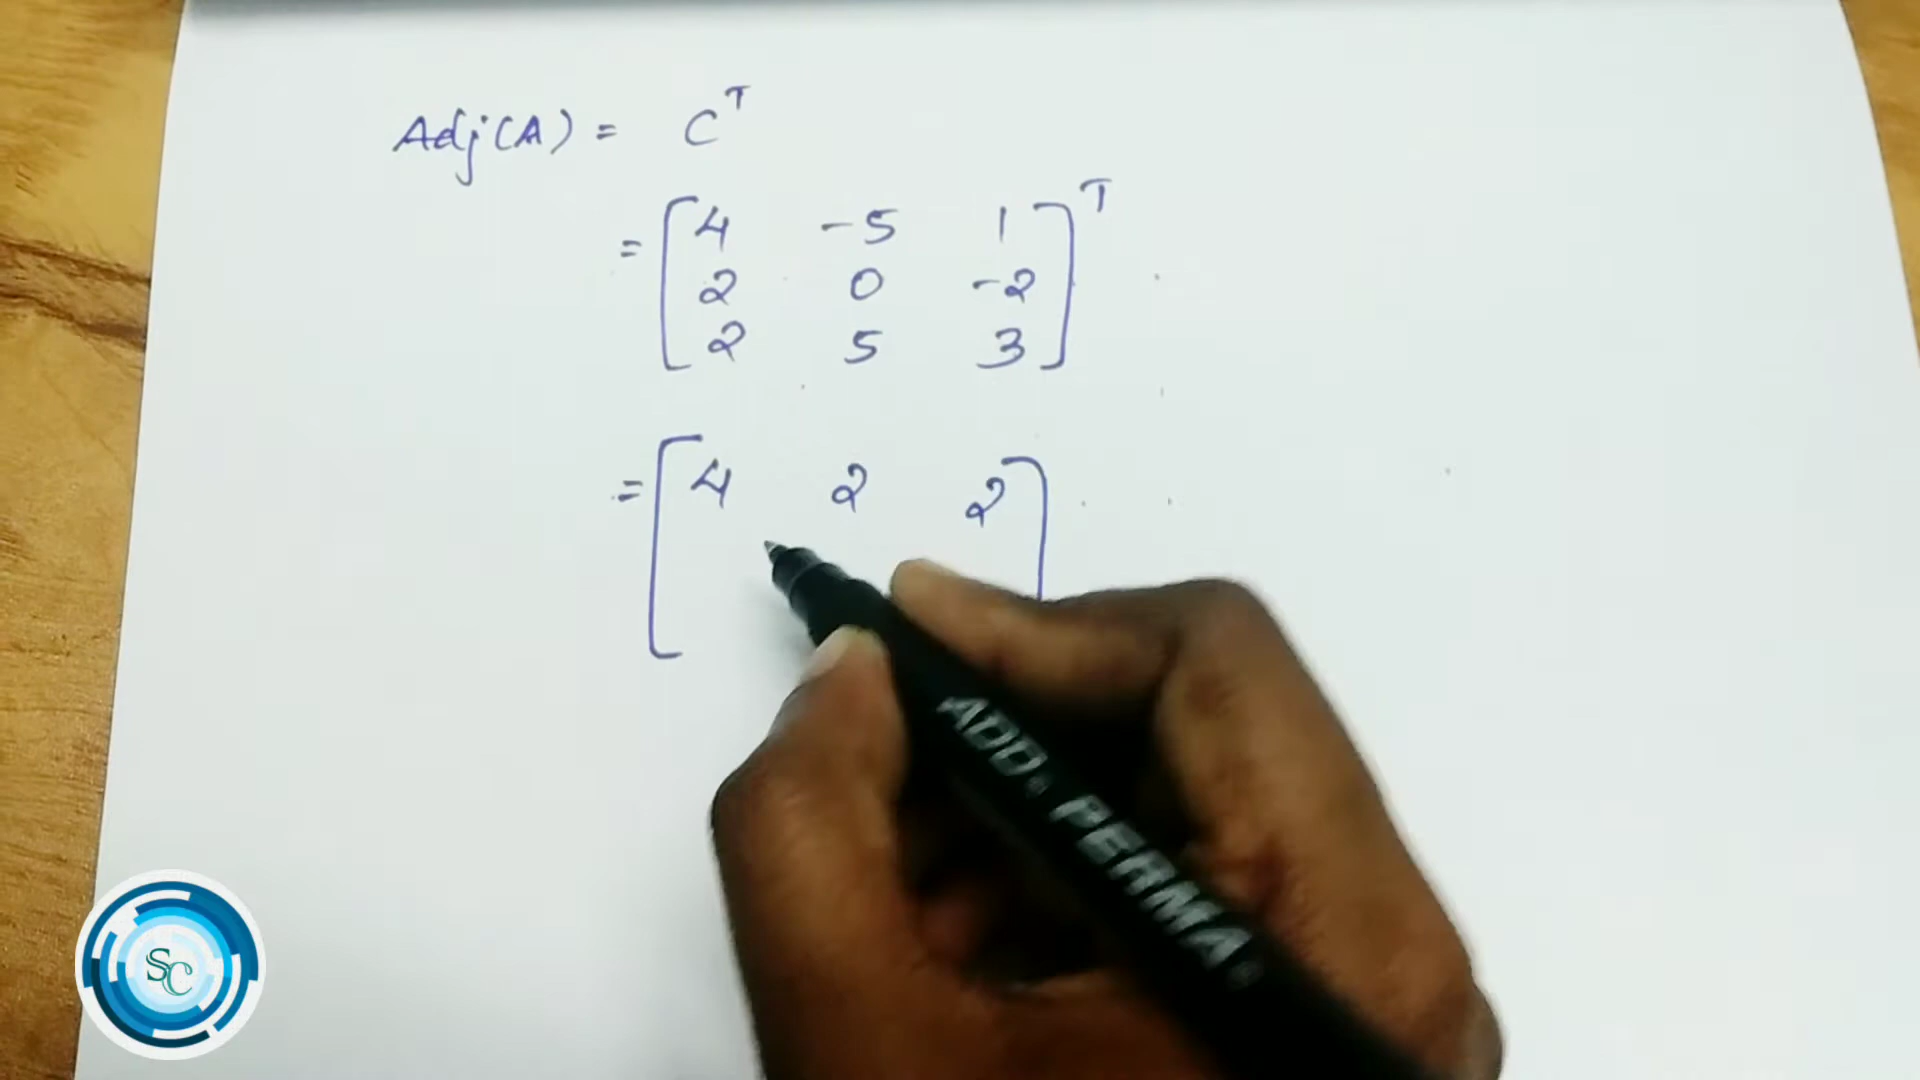 Adj(A) = C^T
= [4 -5 1]^T
2 0 -2
2 5 3
= [4 2 2]
ADD. PERMA
SC